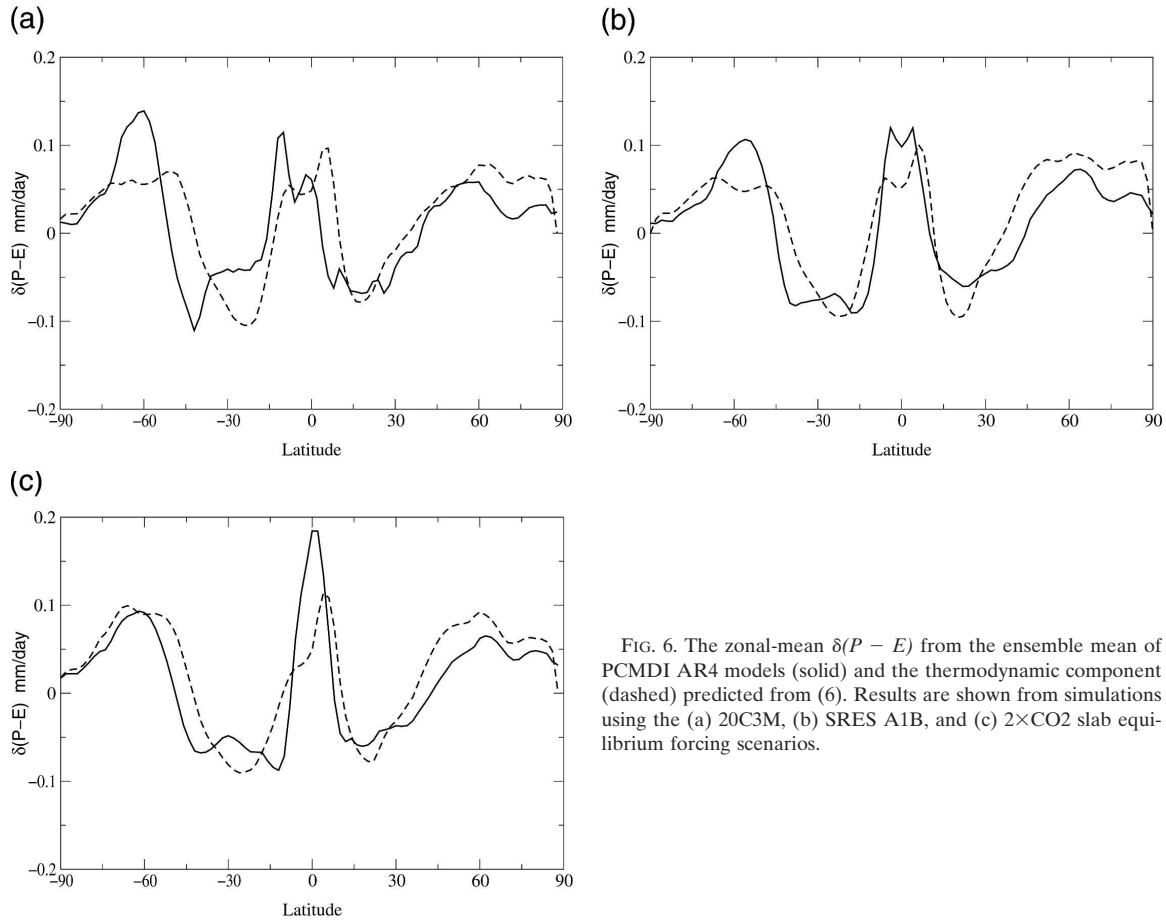 (a)
0.2
0.1
0
−0.1
−0.2
δ(P−E) mm/day
−90
−60
−30
0
30
60
90
Latitude
(b)
0.2
0.1
0
−0.1
−0.2
δ(P−E) mm/day
−90
−60
−30
0
30
60
90
Latitude
(c)
0.2
0.1
0
−0.1
−0.2
δ(P−E) mm/day
−90
−60
−30
0
30
60
90
Latitude
FIG. 6. The zonal-mean δ(P − E) from the ensemble mean of
PCMDI AR4 models (solid) and the thermodynamic component
(dashed) predicted from (6). Results are shown from simulations
using the (a) 20C3M, (b) SRES A1B, and (c) 2×CO2 slab equi-
librium forcing scenarios.